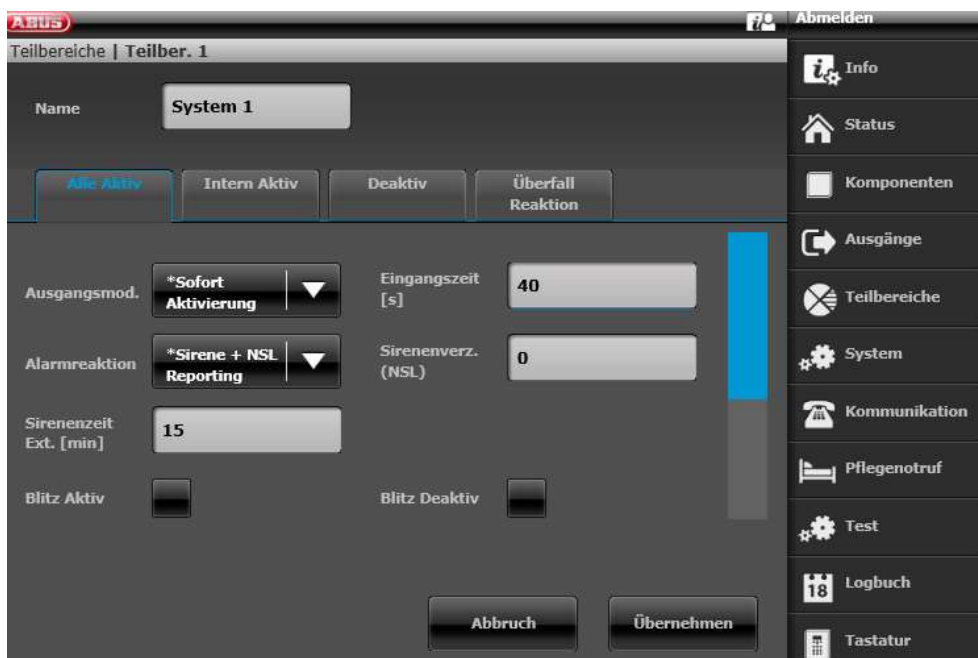 ABUS
Abmelden
Teilbereiche | Teilber. 1
Name
System 1
Alle Aktiv
Intern Aktiv
Deaktiv
Überfall
Reaktion
Ausgangsmod.
*Sofort
Aktivierung
Eingangszeit
[s]
40
Alarmreaktion
*Sirene + NSL
Reporting
Sirenenverz.
(NSL)
0
Sirenenzeit
Ext. [min]
15
Blitz Aktiv
Blitz Deaktiv
Abbruch
Übernehmen
Info
Status
Komponenten
Ausgänge
Teilbereiche
System
Kommunikation
Pflegenotruf
Test
18
Logbuch
Tastatur